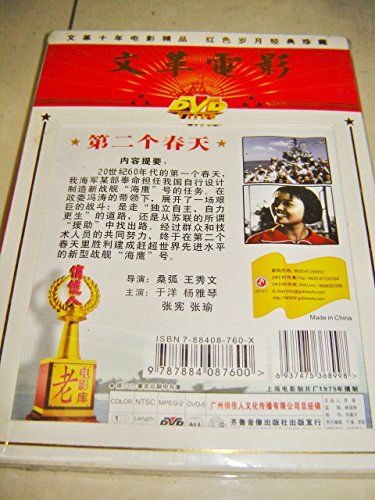 文革十年电影精品 红色岁月经典珍藏
文革電影
DVD
第二个春天
内容提要:
20世纪60年代的第一个春天,
我海军某部奉命担任我国自行设计
制造新战舰“海鹰”号的任务。在
政委冯涛的带领下,展开了一场艰
巨的战斗:是走“独立自主、自力
更生”的道路,还是从苏联的所谓
“援助”中找出路。经过群众和技
术人员的共同努力,终于在第二个
春天里胜利建成赶超世界先进水平
的新型战舰“海鹰”号。
导演:桑弧 王秀文
主演:于洋 杨雅琴
张宪 张瑜
俏佳人
老
电影库
Made in China
ISBN 7-88408-760-X
9 787884 087600
6 937475 368998
COLOR NTSC MPEG-2 DVD-5
Length
DVD
ALL
广州俏佳人文化传播有限公司总经销
齐鲁音像出版社出版发行
上海电影制片厂1975年摄制